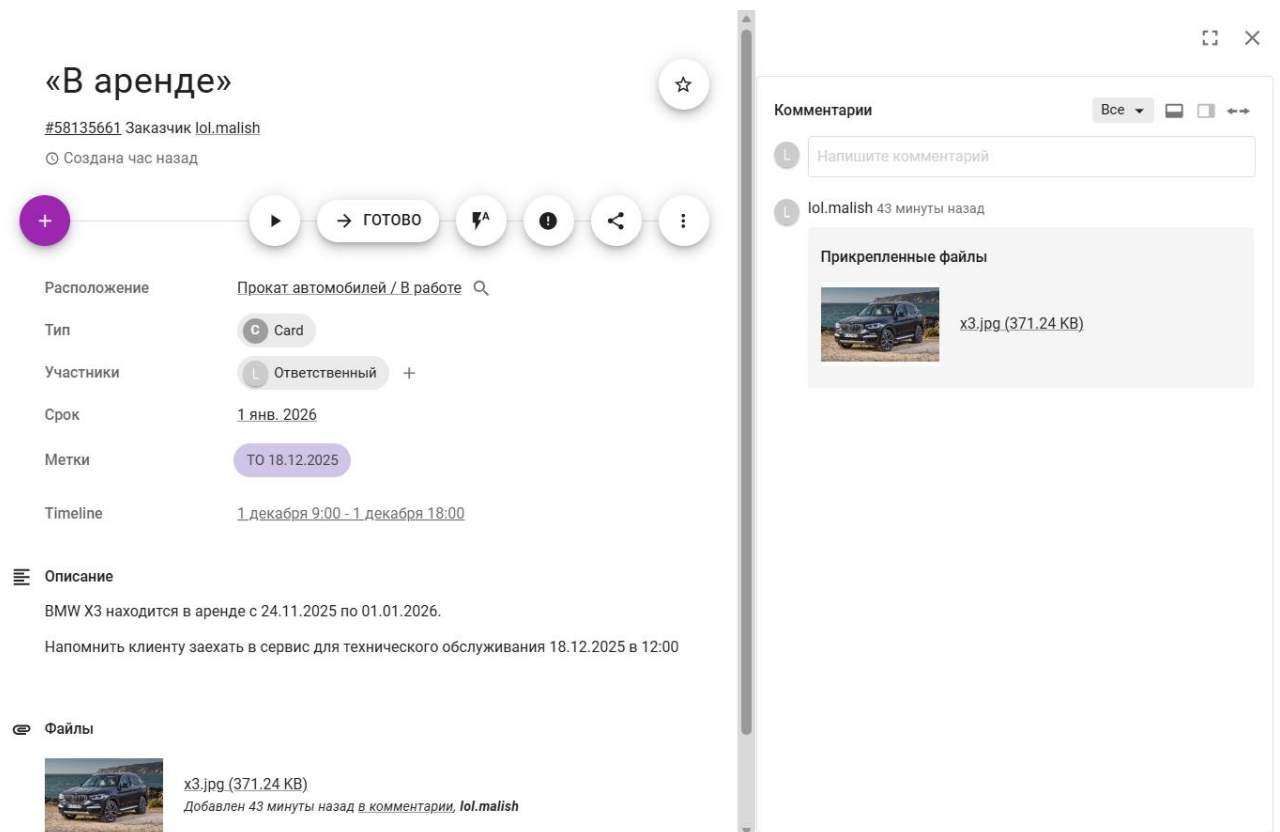 «В аренде»
#58135661 Заказчик lol.malish
Создана час назад
+
ГОТОВО
A
Расположение Прокат автомобилей / В работе
Тип C Card
Участники L Ответственный +
Срок 1 янв. 2026
Метки ТО 18.12.2025
Timeline 1 декабря 9:00 - 1 декабря 18:00
Описание
BMW X3 находится в аренде с 24.11.2025 по 01.01.2026.
Напомнить клиенту заехать в сервис для технического обслуживания 18.12.2025 в 12:00
Файлы
x3.jpg (371.24 KB)
Добавлен 43 минуты назад в комментарии, lol.malish
Комментарии Все
L Напишите комментарий
L lol.malish 43 минуты назад
Прикрепленные файлы
x3.jpg (371.24 KB)